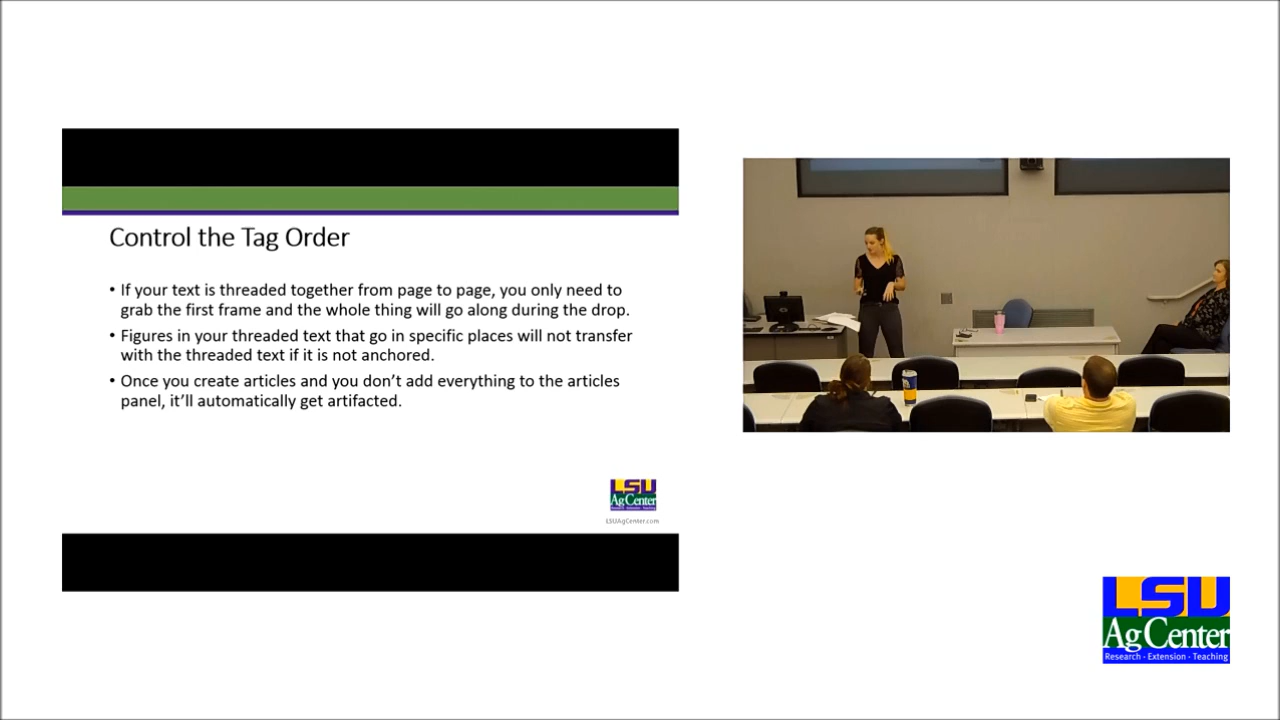 Control the Tag Order
• If your text is threaded together from page to page, you only need to
grab the first frame and the whole thing will go along during the drop.
• Figures in your threaded text that go in specific places will not transfer
with the threaded text if it is not anchored.
• Once you create articles and you don’t add everything to the articles
panel, it’ll automatically get artifacted.
LSU
AgCenter
Research - Extension - Teaching
LSUAgCenter.com
LSU
AgCenter
Research - Extension - Teaching